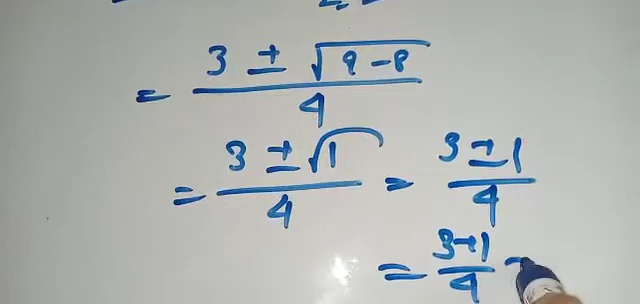 = (3 ± √(9-8))/4
= (3 ± √1)/4 = (3 ± 1)/4
= (3+1)/4